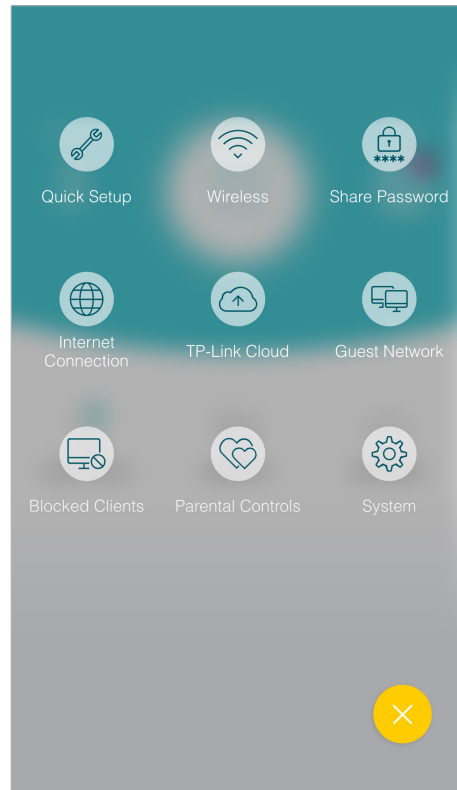 ****
Quick Setup
Wireless
Share Password
Internet
Connection
TP-Link Cloud
Guest Network
Blocked Clients
Parental Controls
System